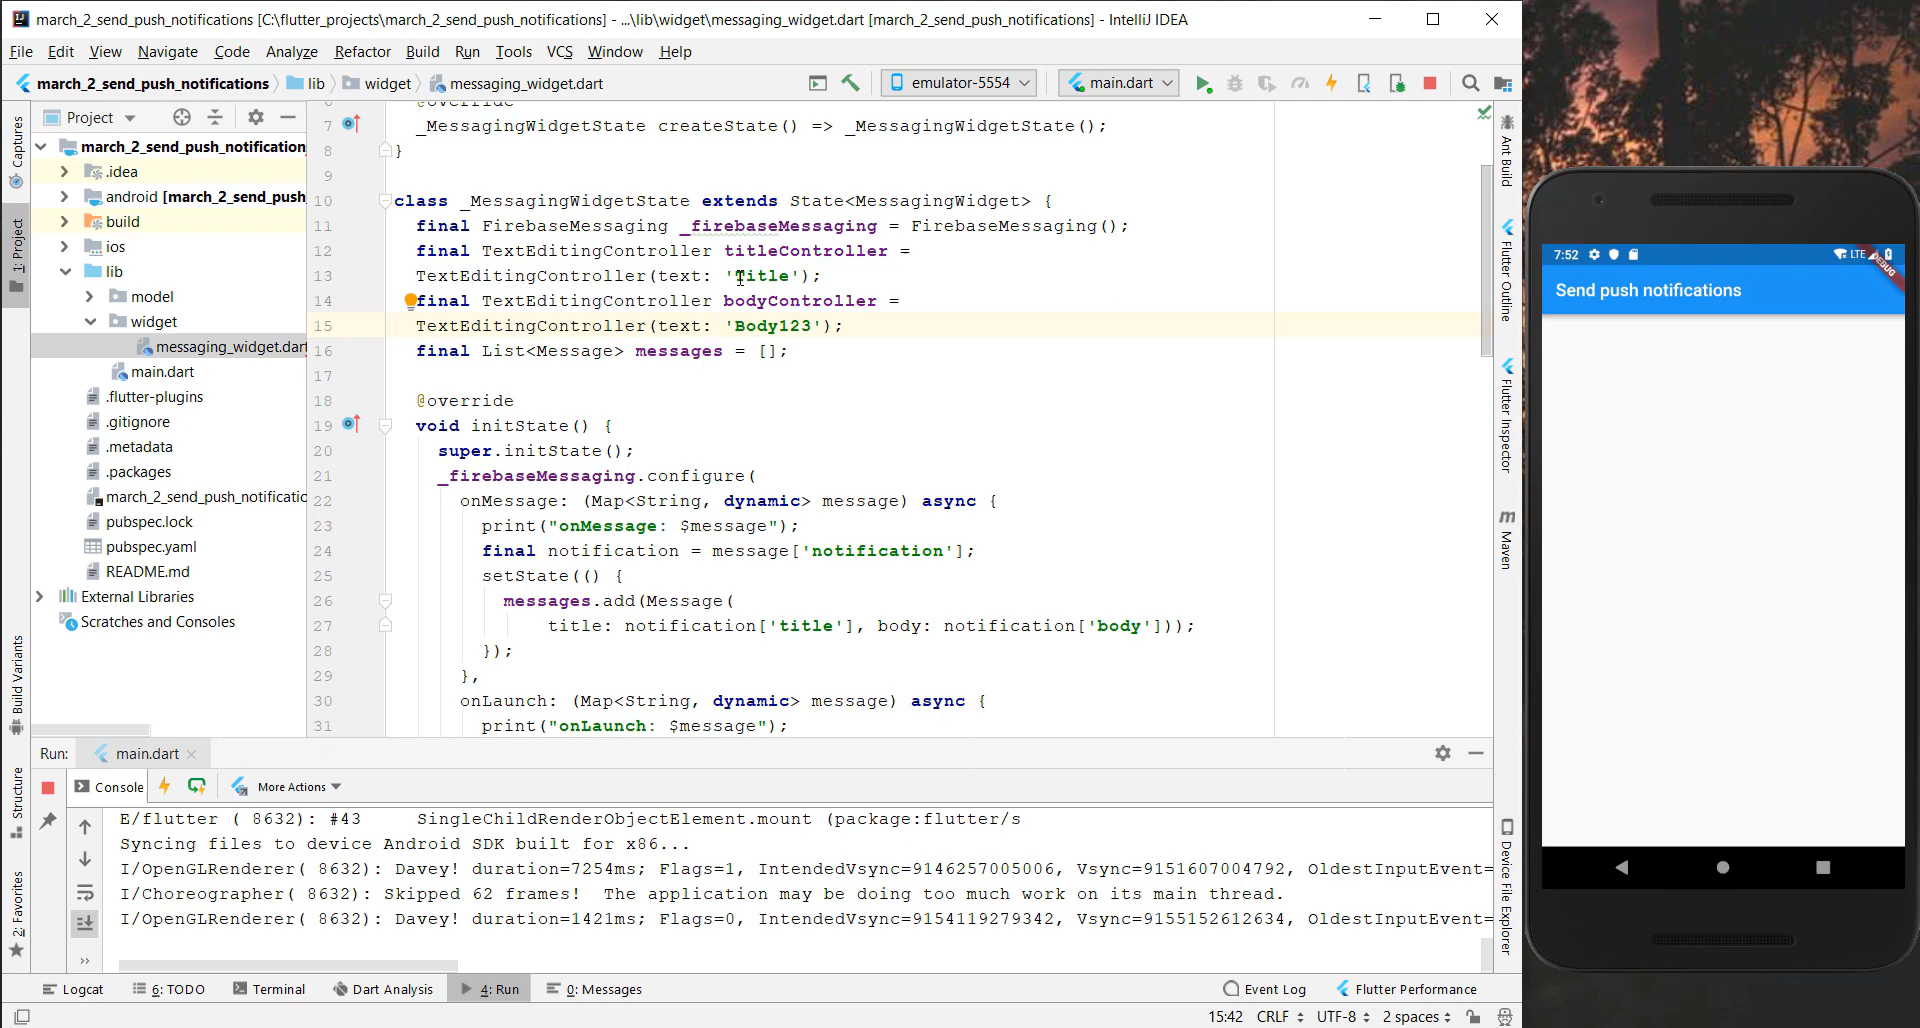 march_2_send_push_notifications [C:\flutter_projects\march_2_send_push_notifications] - ...\lib\widget\messaging_widget.dart [march_2_send_push_notifications] - IntelliJ IDEA
File Edit View Navigate Code Analyze Refactor Build Run Tools VCS Window Help
march_2_send_push_notifications lib widget messaging_widget.dart emulator-5554 main.dart
Project
march_2_send_push_notification
.idea
android [march_2_send_push_
build
ios
lib
model
widget
messaging_widget.dart
main.dart
.flutter-plugins
.gitignore
.metadata
.packages
march_2_send_push_notificatio
pubspec.lock
pubspec.yaml
README.md
External Libraries
Scratches and Consoles
Captures
1: Project
Build Variants
Structure
2: Favorites
6 @override
7 _MessagingWidgetState createState() => _MessagingWidgetState();
8 }
9
10 class _MessagingWidgetState extends State<MessagingWidget> {
11 final FirebaseMessaging _firebaseMessaging = FirebaseMessaging();
12 final TextEditingController titleController =
13 TextEditingController(text: 'Title');
14 final TextEditingController bodyController =
15 TextEditingController(text: 'Body123');
16 final List<Message> messages = [];
17
18 @override
19 void initState() {
20 super.initState();
21 _firebaseMessaging.configure(
22 onMessage: (Map<String, dynamic> message) async {
23 print("onMessage: $message");
24 final notification = message['notification'];
25 setState(() {
26 messages.add(Message(
27 title: notification['title'], body: notification['body']));
28 });
29 },
30 onLaunch: (Map<String, dynamic> message) async {
31 print("onLaunch: $message");
Ant Build
Flutter Outline
Flutter Inspector
Maven
Device File Explorer
7:52 LTE
DEBUG
Send push notifications
Run: main.dart
Console More Actions
E/flutter ( 8632): #43 SingleChildRenderObjectElement.mount (package:flutter/s
Syncing files to device Android SDK built for x86...
I/OpenGLRenderer( 8632): Davey! duration=7254ms; Flags=1, IntendedVsync=9146257005006, Vsync=9151607004792, OldestInputEvent=
I/Choreographer( 8632): Skipped 62 frames! The application may be doing too much work on its main thread.
I/OpenGLRenderer( 8632): Davey! duration=1421ms; Flags=0, IntendedVsync=9154119279342, Vsync=9155152612634, OldestInputEvent=
Logcat 6: TODO Terminal Dart Analysis 4: Run 0: Messages Event Log Flutter Performance
15:42 CRLF UTF-8 2 spaces